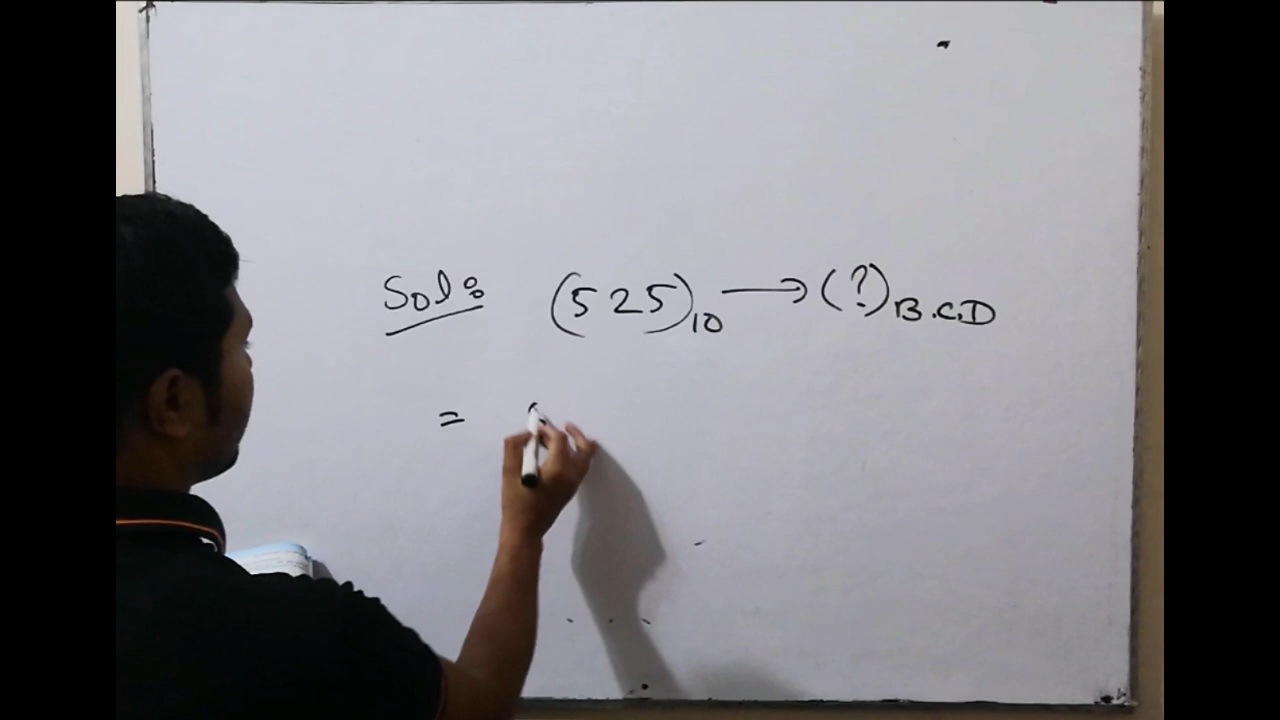 Sol: (525)10 → (?)B.C.D
=